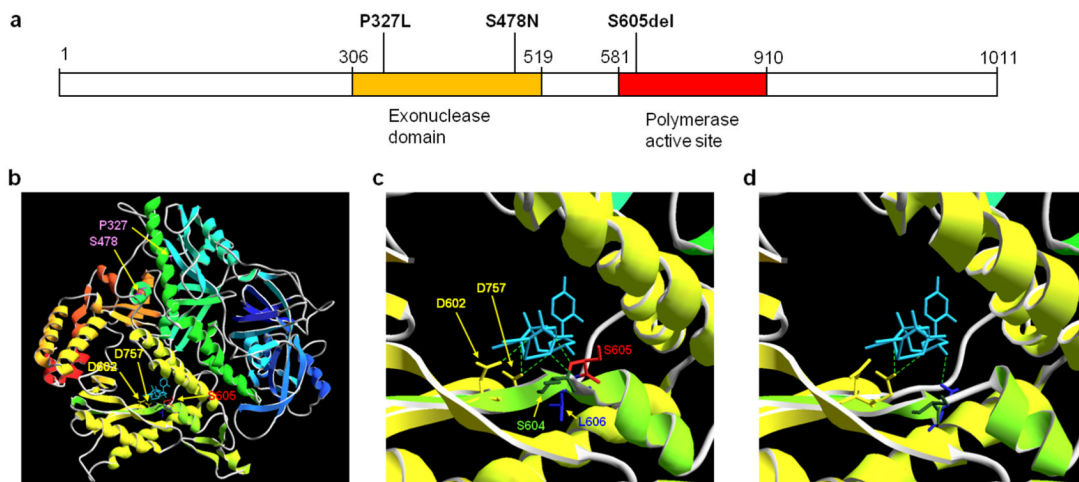 a
P327L S478N S605del
1 306 519 581 910 1011
Exonuclease
domain
Polymerase
active site
b
P327
S478
D757
D602
S605
c
D757
D602
S605
S604
L606
d